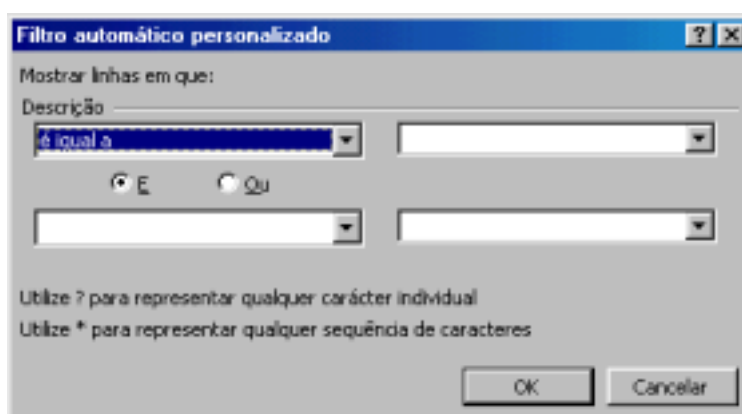 Filtro automático personalizado
Mostrar linhas em que:
Descrição
é igual a
E Ou
Utilize ? para representar qualquer carácter individual
Utilize * para representar qualquer sequência de caracteres
OK Cancelar